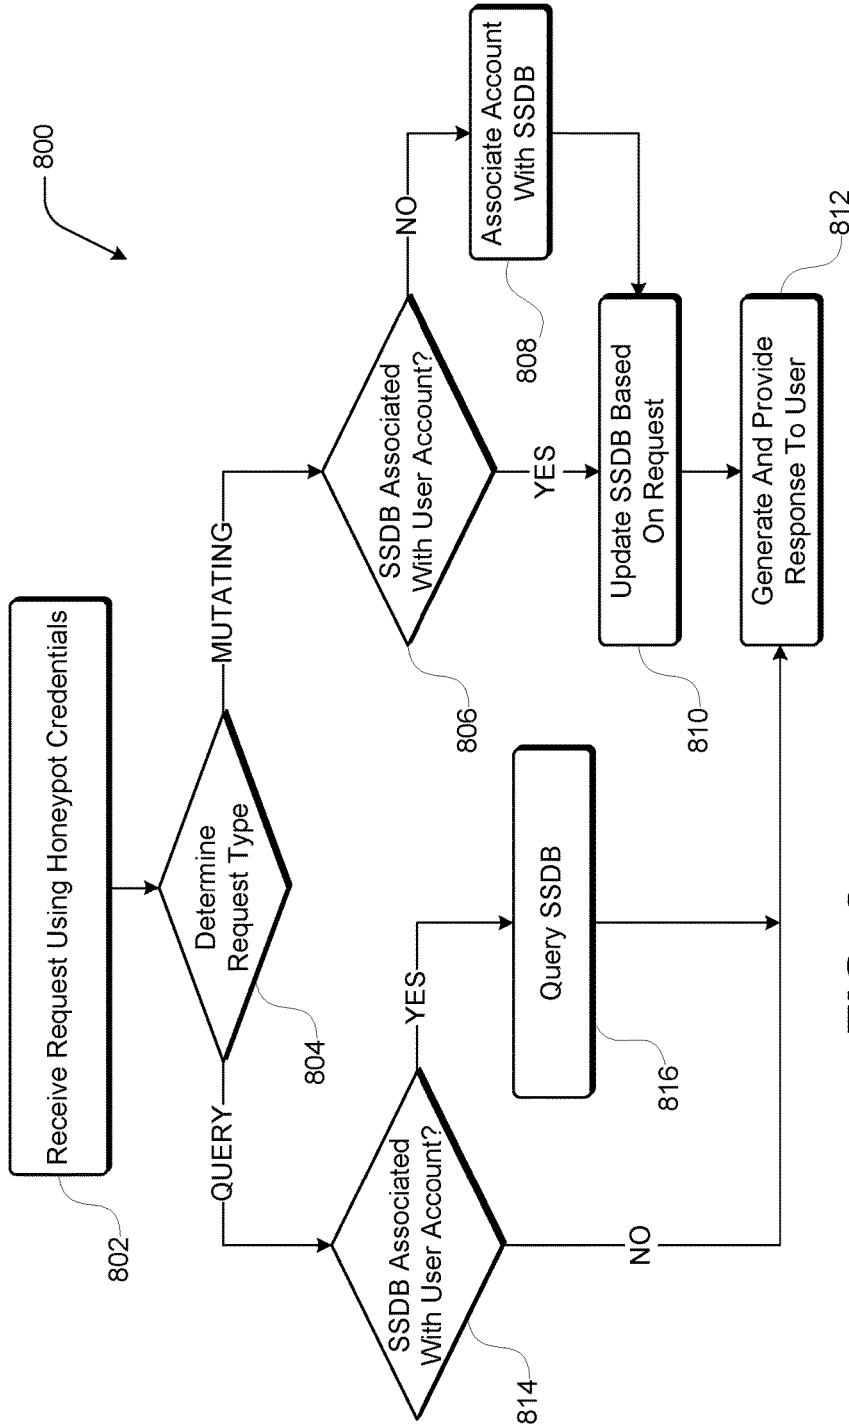 800
Receive Request Using Honeypot Credentials
802
Determine
Request Type
804
QUERY
MUTATING
SSDB Associated
With User Account?
814
SSDB Associated
With User Account?
806
YES
NO
Query SSDB
816
Associate Account
With SSDB
808
YES
NO
Update SSDB Based
On Request
810
Generate And Provide
Response To User
812